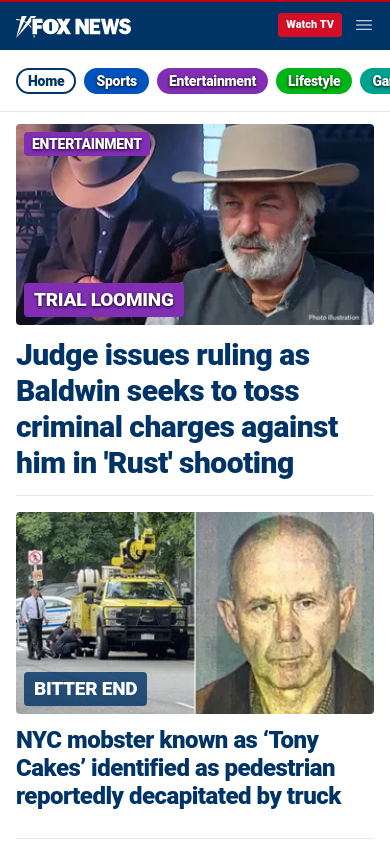 FOX NEWS
Watch TV
Home
Sports
Entertainment
Lifestyle
Ga
ENTERTAINMENT
TRIAL LOOMING
Photo illustration
Judge issues ruling as
Baldwin seeks to toss
criminal charges against
him in 'Rust' shooting
BITTER END
NYC mobster known as ‘Tony
Cakes’ identified as pedestrian
reportedly decapitated by truck